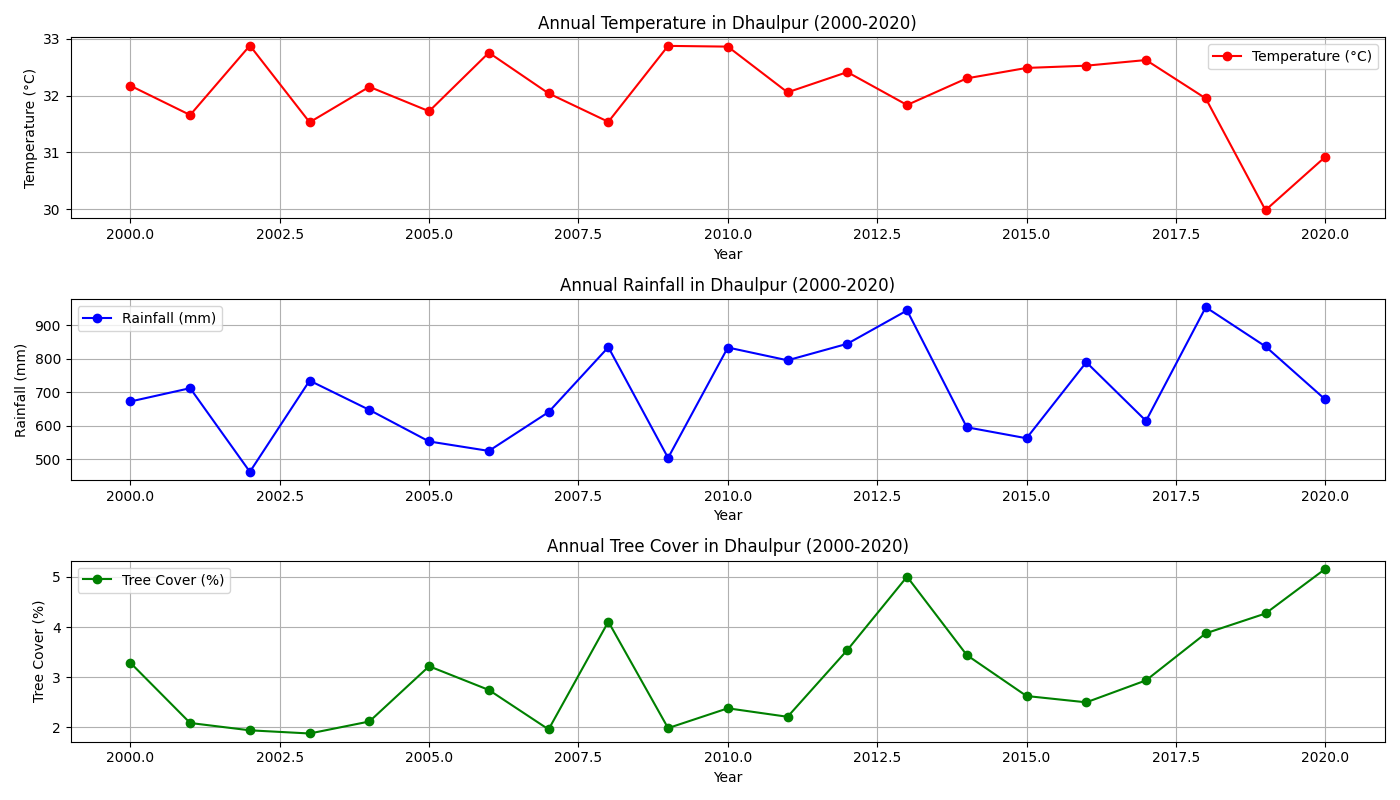 Annual Temperature in Dhaulpur (2000-2020)
33
32
31
30
Temperature (°C)
Temperature (°C)
2000.0 2002.5 2005.0 2007.5 2010.0 2012.5 2015.0 2017.5 2020.0
Year
Annual Rainfall in Dhaulpur (2000-2020)
900
800
700
600
500
Rainfall (mm)
Rainfall (mm)
2000.0 2002.5 2005.0 2007.5 2010.0 2012.5 2015.0 2017.5 2020.0
Year
Annual Tree Cover in Dhaulpur (2000-2020)
5
4
3
2
Tree Cover (%)
Tree Cover (%)
2000.0 2002.5 2005.0 2007.5 2010.0 2012.5 2015.0 2017.5 2020.0
Year